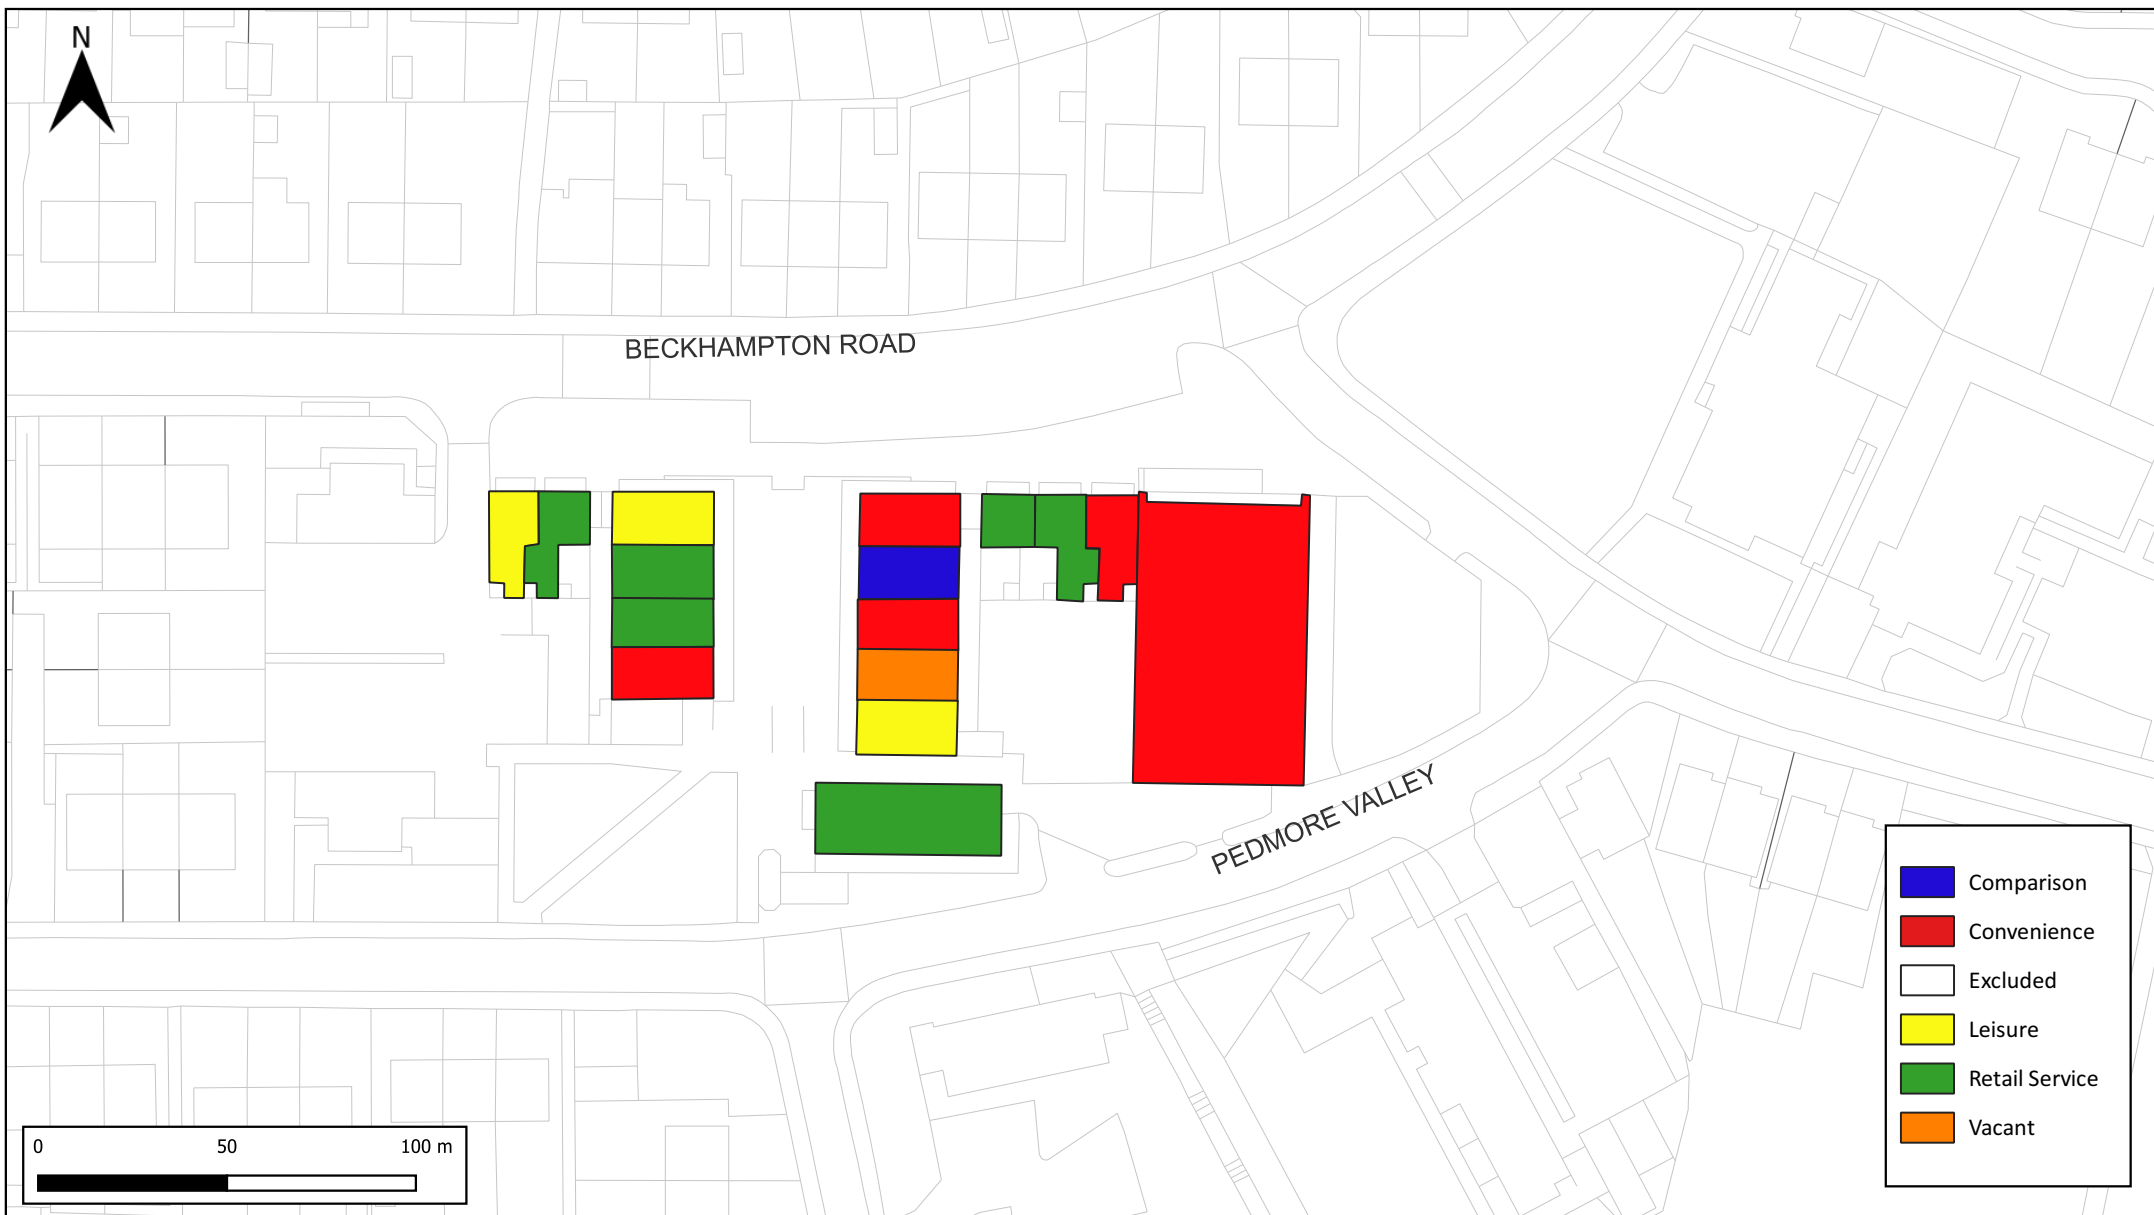 N
BECKHAMPTON ROAD
PEDMORE VALLEY
Comparison
Convenience
Excluded
Leisure
Retail Service
Vacant
0 50 100 m